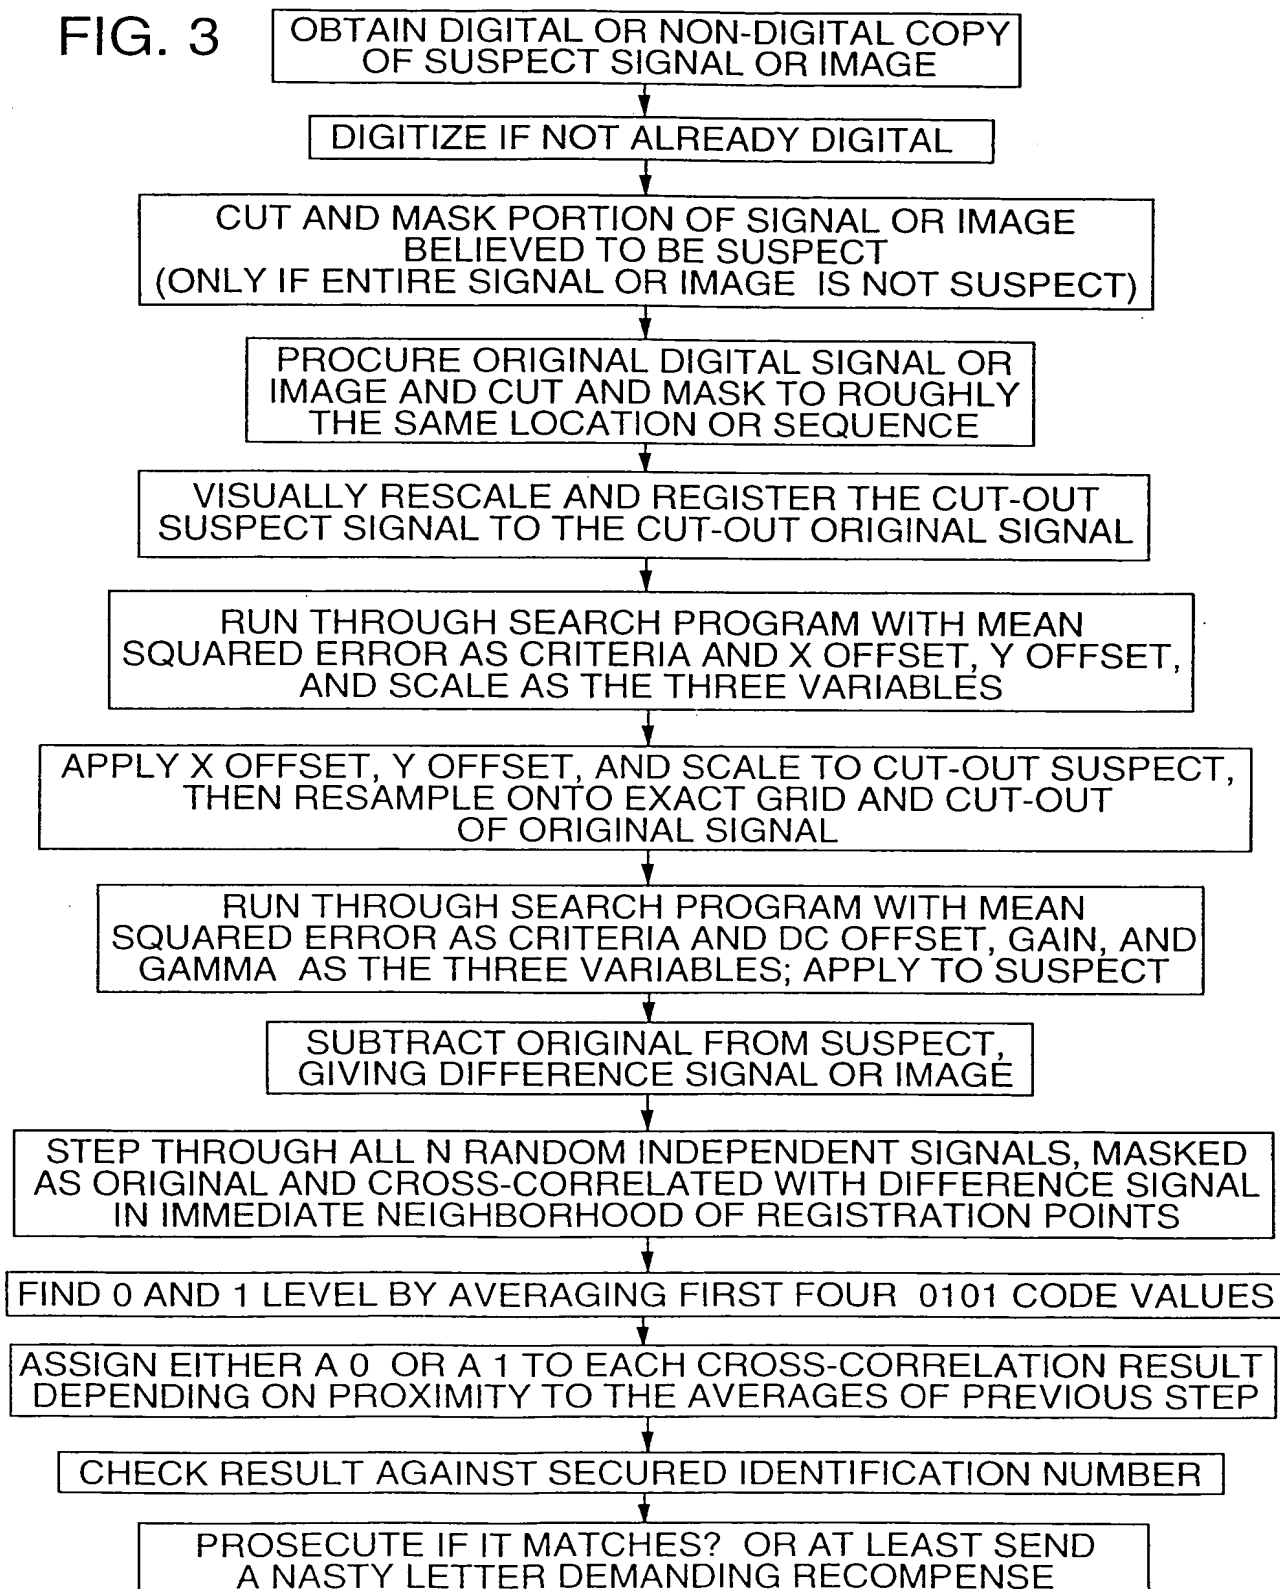 FIG. 3
OBTAIN DIGITAL OR NON-DIGITAL COPY
OF SUSPECT SIGNAL OR IMAGE
DIGITIZE IF NOT ALREADY DIGITAL
CUT AND MASK PORTION OF SIGNAL OR IMAGE
BELIEVED TO BE SUSPECT
(ONLY IF ENTIRE SIGNAL OR IMAGE IS NOT SUSPECT)
PROCURE ORIGINAL DIGITAL SIGNAL OR
IMAGE AND CUT AND MASK TO ROUGHLY
THE SAME LOCATION OR SEQUENCE
VISUALLY RESCALE AND REGISTER THE CUT-OUT
SUSPECT SIGNAL TO THE CUT-OUT ORIGINAL SIGNAL
RUN THROUGH SEARCH PROGRAM WITH MEAN
SQUARED ERROR AS CRITERIA AND X OFFSET, Y OFFSET,
AND SCALE AS THE THREE VARIABLES
APPLY X OFFSET, Y OFFSET, AND SCALE TO CUT-OUT SUSPECT,
THEN RESAMPLE ONTO EXACT GRID AND CUT-OUT
OF ORIGINAL SIGNAL
RUN THROUGH SEARCH PROGRAM WITH MEAN
SQUARED ERROR AS CRITERIA AND DC OFFSET, GAIN, AND
GAMMA AS THE THREE VARIABLES; APPLY TO SUSPECT
SUBTRACT ORIGINAL FROM SUSPECT,
GIVING DIFFERENCE SIGNAL OR IMAGE
STEP THROUGH ALL N RANDOM INDEPENDENT SIGNALS, MASKED
AS ORIGINAL AND CROSS-CORRELATED WITH DIFFERENCE SIGNAL
IN IMMEDIATE NEIGHBORHOOD OF REGISTRATION POINTS
FIND 0 AND 1 LEVEL BY AVERAGING FIRST FOUR 0101 CODE VALUES
ASSIGN EITHER A 0 OR A 1 TO EACH CROSS-CORRELATION RESULT
DEPENDING ON PROXIMITY TO THE AVERAGES OF PREVIOUS STEP
CHECK RESULT AGAINST SECURED IDENTIFICATION NUMBER
PROSECUTE IF IT MATCHES? OR AT LEAST SEND
A NASTY LETTER DEMANDING RECOMPENSE